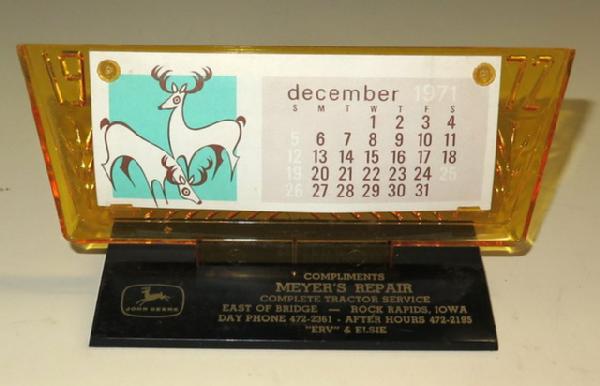 19 72
december 1971
S M T W T F S
1 2 3 4
5 6 7 8 9 10 11
12 13 14 15 16 17 18
19 20 21 22 23 24 25
26 27 28 29 30 31
JOHN DEERE
COMPLIMENTS
MEYER'S REPAIR
COMPLETE TRACTOR SERVICE
EAST OF BRIDGE — ROCK RAPIDS, IOWA
DAY PHONE 472-2361 - AFTER HOURS 472-2195
"ERV" & ELSIE